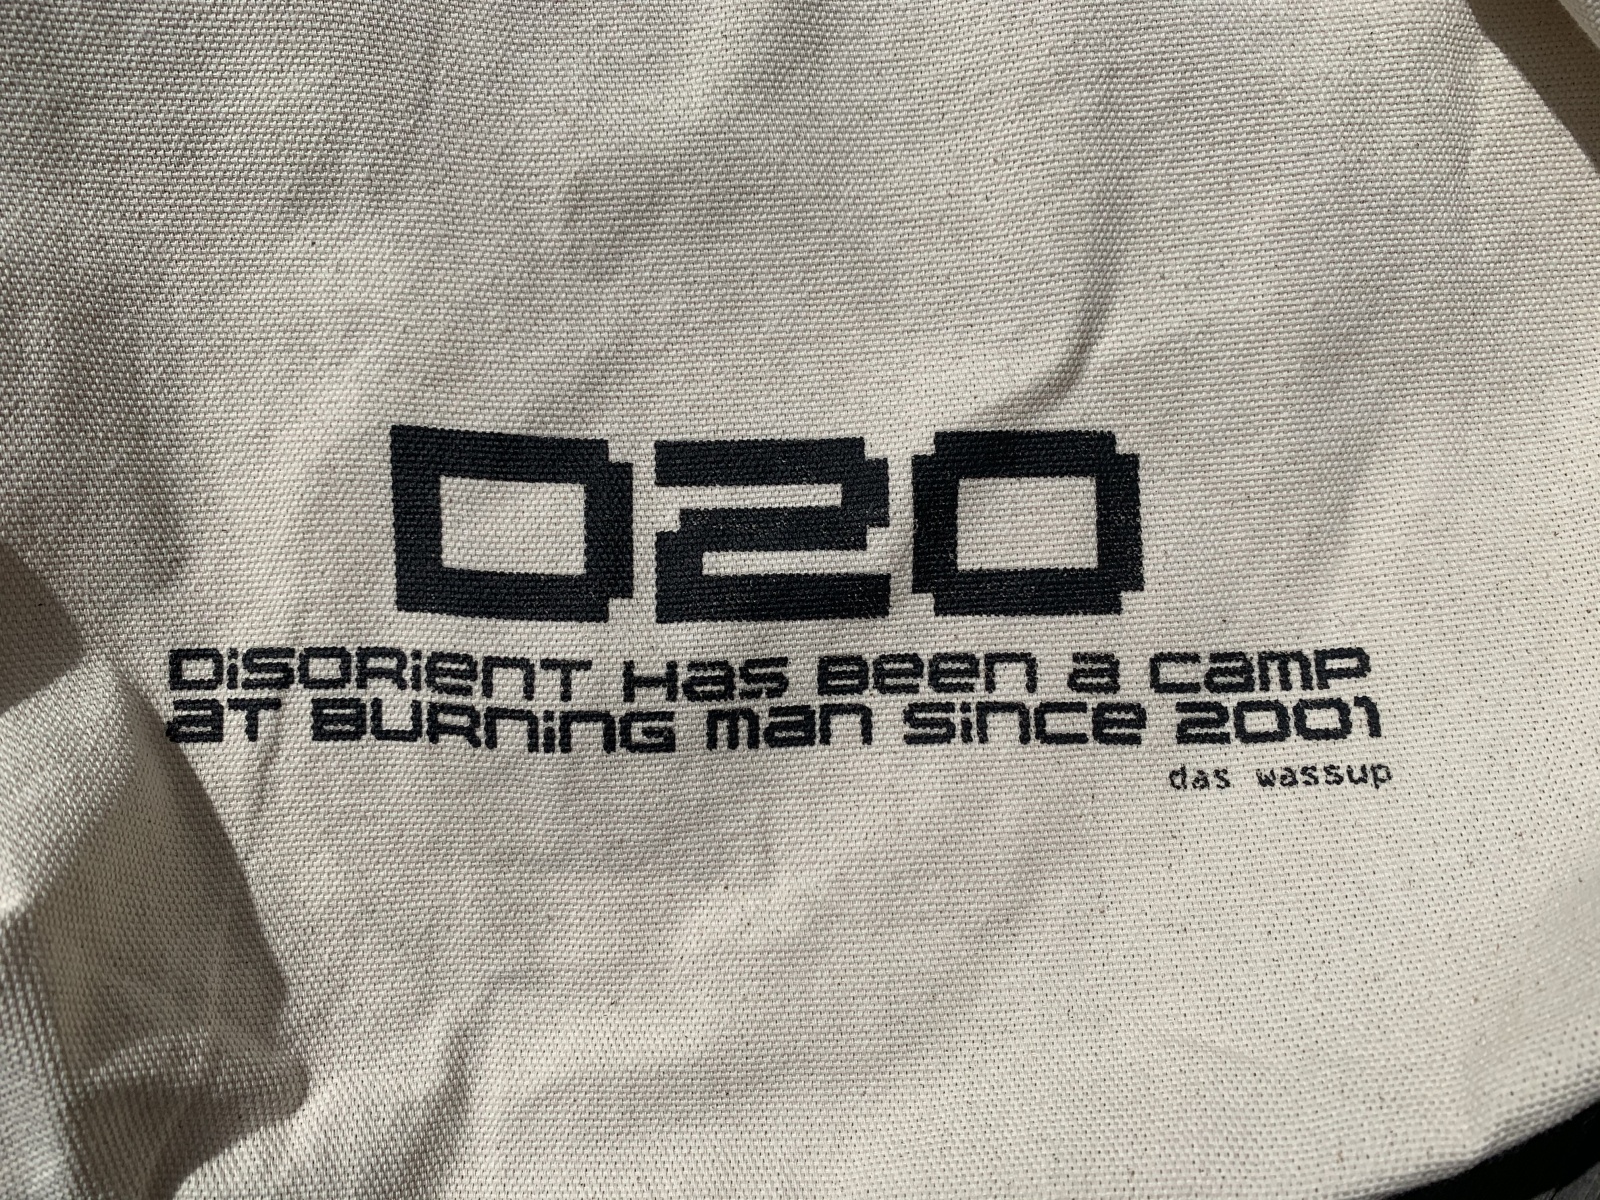 D20
DiSORienT Has Been a camp
aT BURninG man since 2001
das wassup